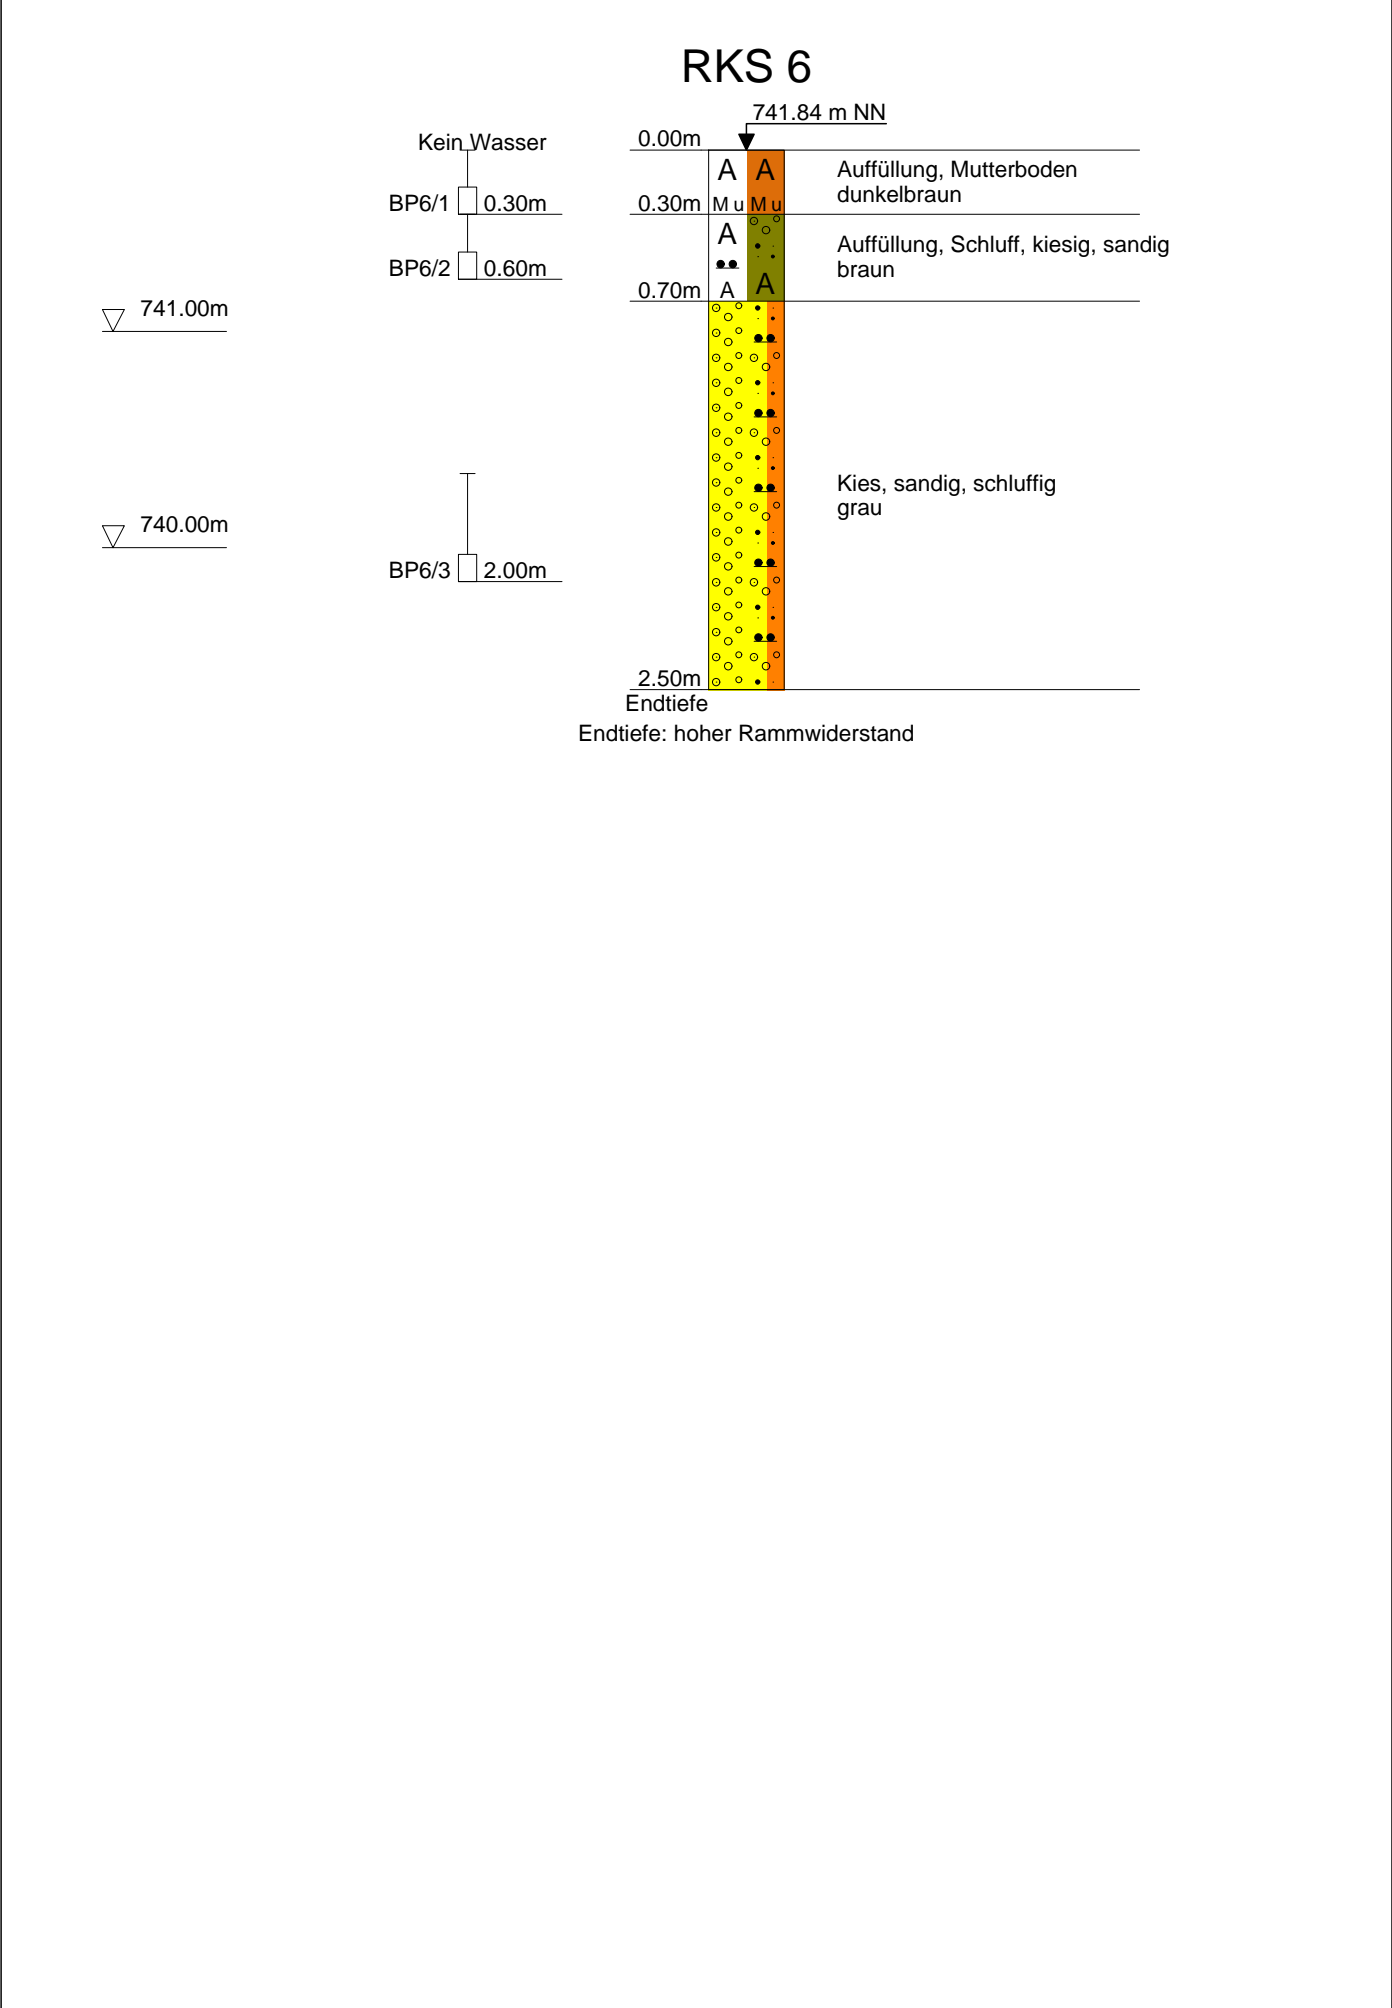 RKS 6
741.84 m NN
Kein Wasser
0.00m
A A
Auffüllung, Mutterboden
dunkelbraun
BP6/1 0.30m
0.30m
M u M u
A
Auffüllung, Schluff, kiesig, sandig
braun
BP6/2 0.60m
0.70m
A A
741.00m
Kies, sandig, schluffig
grau
740.00m
BP6/3 2.00m
2.50m
Endtiefe
Endtiefe: hoher Rammwiderstand